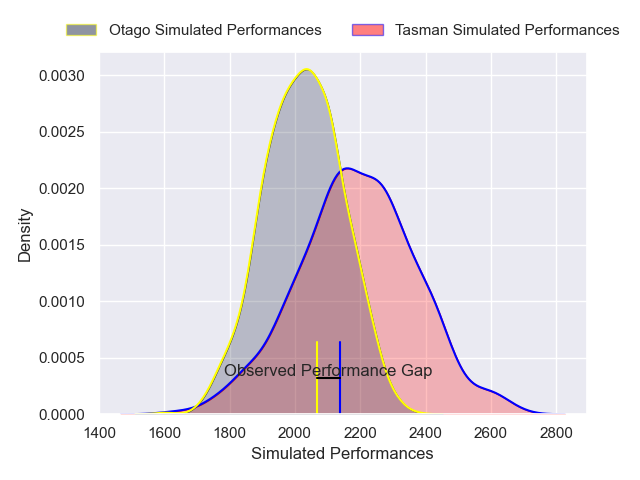 Otago Simulated Performances
Tasman Simulated Performances
0.0030
0.0025
0.0020
0.0015
0.0010
0.0005
0.0000
Density
Observed Performance Gap
1400 1600 1800 2000 2200 2400 2600 2800
Simulated Performances